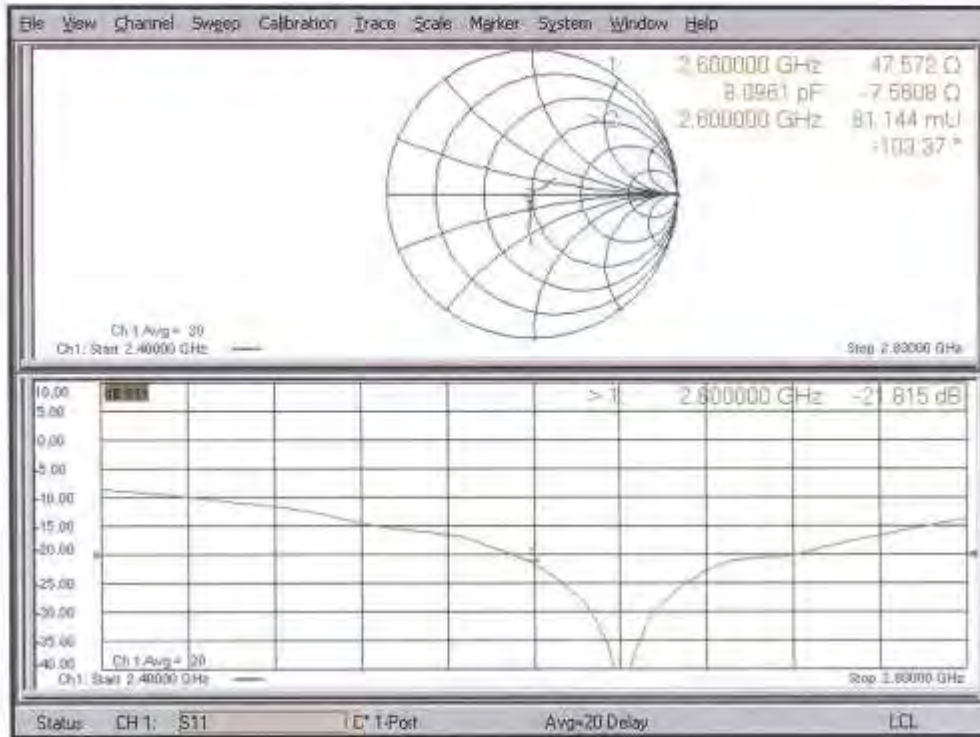 File View Channel Sweep Calibration Trace Scale Marker System Window Help
1 2.600000 GHz 47.572 Ω
8.0961 pF -7.5608 Ω
2.600000 GHz 81.144 mU
-103.37 °
Ch 1 Avg = 20
Ch1: Start 2.40000 GHz
Stop 2.80000 GHz
10.00
5.00
0.00
-5.00
-10.00
-15.00
-20.00
-25.00
-30.00
-35.00
-40.00
> 1: 2.600000 GHz -21.815 dB
Ch 1 Avg = 20
Ch1: Start 2.40000 GHz
Stop 2.80000 GHz
Status CH 1: S11 C* 1-Port Avg=20 Delay LCL